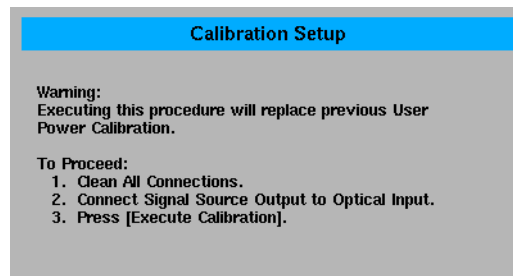 Calibration Setup
Warning:
Executing this procedure will replace previous User
Power Calibration.
To Proceed:
1. Clean All Connections.
2. Connect Signal Source Output to Optical Input.
3. Press [Execute Calibration].